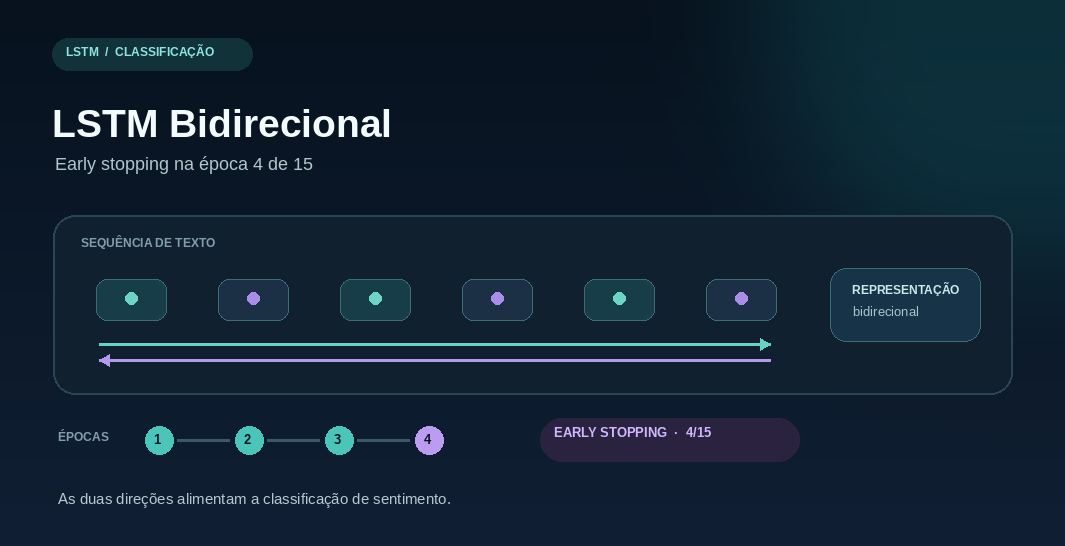 LSTM / CLASSIFICAÇÃO
LSTM Bidirecional
Early stopping na época 4 de 15
SEQUÊNCIA DE TEXTO
REPRESENTAÇÃO
bidirecional
ÉPOCAS 1 2 3 4
EARLY STOPPING · 4/15
As duas direções alimentam a classificação de sentimento.